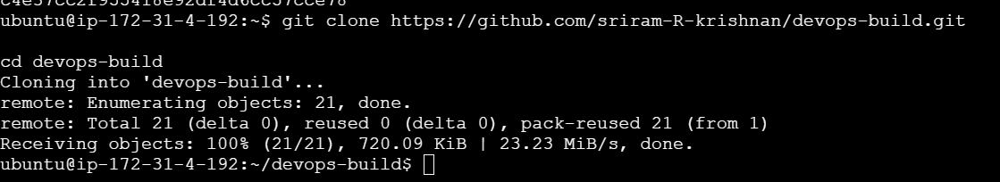 ubuntu@ip-172-31-4-192:~$ git clone https://github.com/sriram-R-krishnan/devops-build.git
cd devops-build
Cloning into 'devops-build'...
remote: Enumerating objects: 21, done.
remote: Total 21 (delta 0), reused 0 (delta 0), pack-reused 21 (from 1)
Receiving objects: 100% (21/21), 720.09 KiB | 23.23 MiB/s, done.
ubuntu@ip-172-31-4-192:~/devops-build$